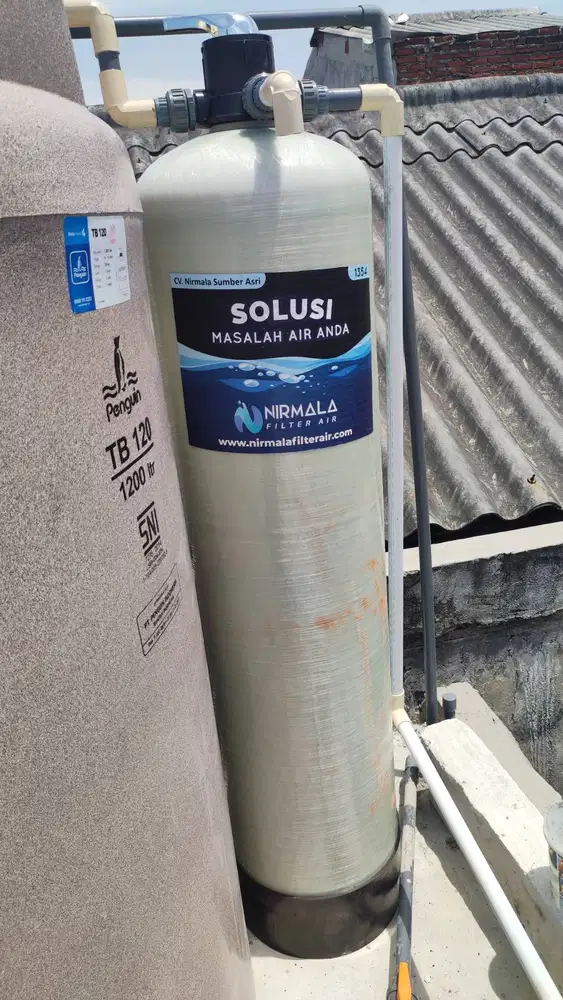 TB 120
Penguin
Penguin
TB 120
1200 ltr
SNI
CV. Nirmala Sumber Asri
1354
SOLUSI
MASALAH AIR ANDA
NIRMALA
FILTER AIR
www.nirmalafilterair.com